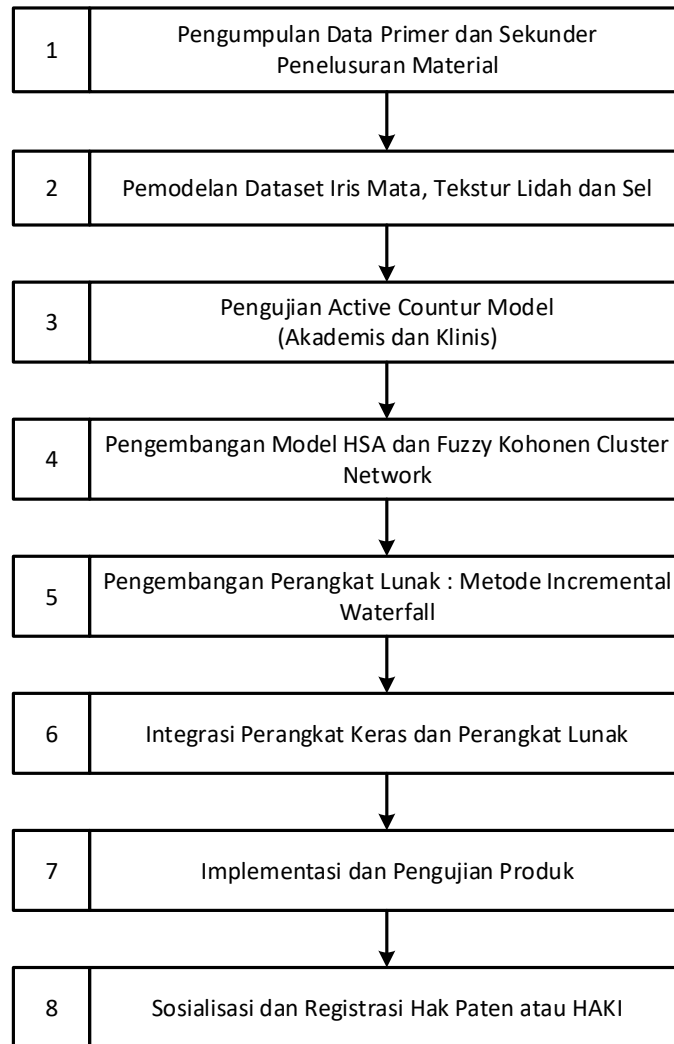 1
Pengumpulan Data Primer dan Sekunder
Penelusuran Material
2
Pemodelan Dataset Iris Mata, Tekstur Lidah dan Sel
3
Pengujian Active Countur Model
(Akademis dan Klinis)
4
Pengembangan Model HSA dan Fuzzy Kohonen Cluster
Network
5
Pengembangan Perangkat Lunak : Metode Incremental
Waterfall
6
Integrasi Perangkat Keras dan Perangkat Lunak
7
Implementasi dan Pengujian Produk
8
Sosialisasi dan Registrasi Hak Paten atau HAKI